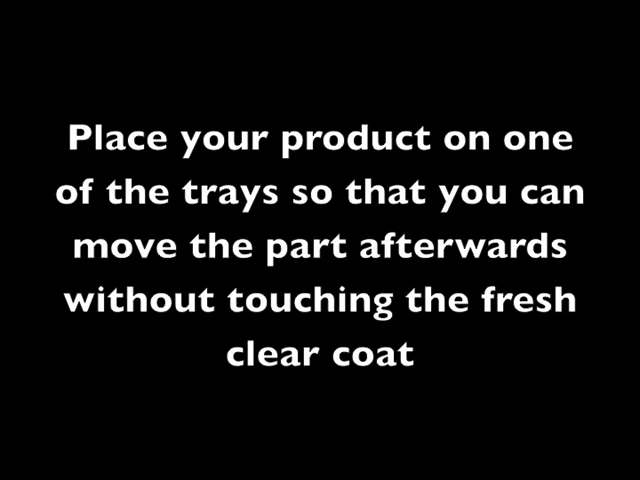 Place your product on one
of the trays so that you can
move the part afterwards
without touching the fresh
clear coat